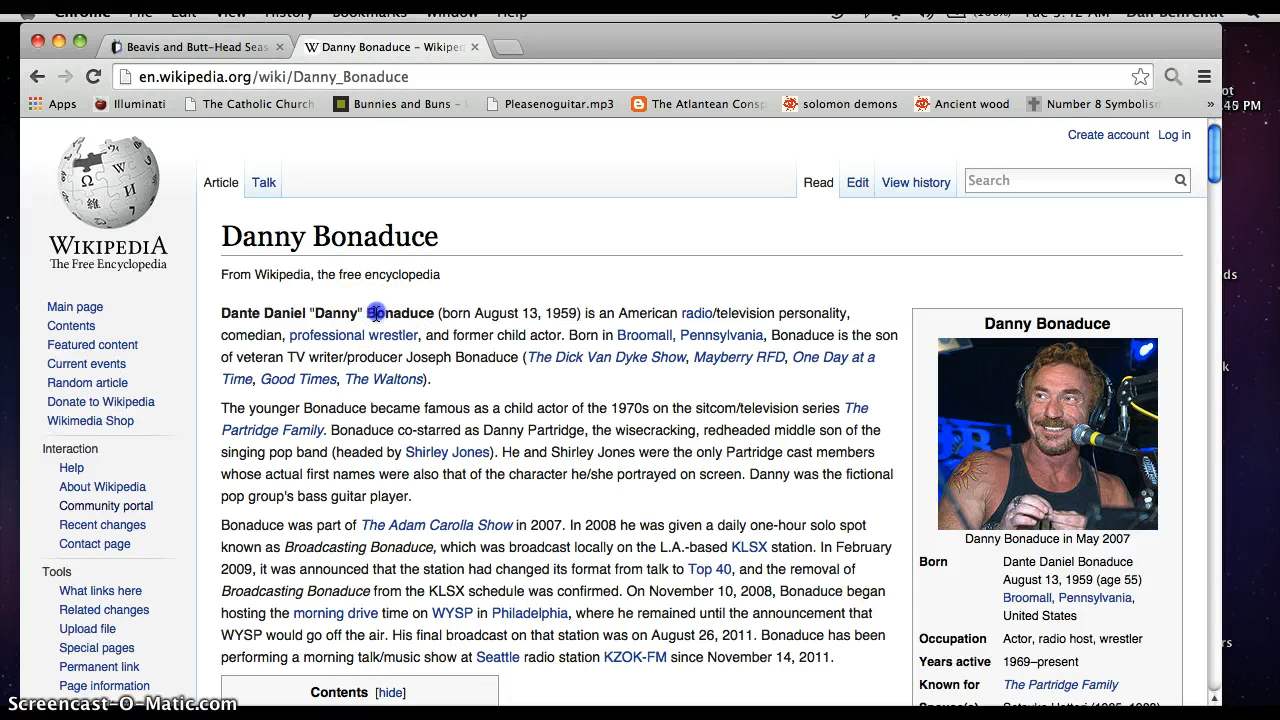 Chrome File Edit View History Bookmarks Window Help
Dan Behrendt
Beavis and Butt-Head Seas
Danny Bonaduce – Wikiped
en.wikipedia.org/wiki/Danny_Bonaduce
Apps Illuminati The Catholic Church Bunnies and Buns - Pleasenoguitar.mp3 The Atlantean Consp solomon demons Ancient wood Number 8 Symbolism »
Create account Log in
Article Talk Read Edit View history Search
WIKIPEDIA
The Free Encyclopedia
Main page
Contents
Featured content
Current events
Random article
Donate to Wikipedia
Wikimedia Shop
Interaction
Help
About Wikipedia
Community portal
Recent changes
Contact page
Tools
What links here
Related changes
Upload file
Special pages
Permanent link
Page information
Danny Bonaduce
From Wikipedia, the free encyclopedia
Dante Daniel "Danny" Bonaduce (born August 13, 1959) is an American radio/television personality,
comedian, professional wrestler, and former child actor. Born in Broomall, Pennsylvania, Bonaduce is the son
of veteran TV writer/producer Joseph Bonaduce (The Dick Van Dyke Show, Mayberry RFD, One Day at a
Time, Good Times, The Waltons).
The younger Bonaduce became famous as a child actor of the 1970s on the sitcom/television series The
Partridge Family. Bonaduce co-starred as Danny Partridge, the wisecracking, redheaded middle son of the
singing pop band (headed by Shirley Jones). He and Shirley Jones were the only Partridge cast members
whose actual first names were also that of the character he/she portrayed on screen. Danny was the fictional
pop group's bass guitar player.
Bonaduce was part of The Adam Carolla Show in 2007. In 2008 he was given a daily one-hour solo spot
known as Broadcasting Bonaduce, which was broadcast locally on the L.A.-based KLSX station. In February
2009, it was announced that the station had changed its format from talk to Top 40, and the removal of
Broadcasting Bonaduce from the KLSX schedule was confirmed. On November 10, 2008, Bonaduce began
hosting the morning drive time on WYSP in Philadelphia, where he remained until the announcement that
WYSP would go off the air. His final broadcast on that station was on August 26, 2011. Bonaduce has been
performing a morning talk/music show at Seattle radio station KZOK-FM since November 14, 2011.
Contents [hide]
Danny Bonaduce
Danny Bonaduce in May 2007
Born Dante Daniel Bonaduce
August 13, 1959 (age 55)
Broomall, Pennsylvania,
United States
Occupation Actor, radio host, wrestler
Years active 1969–present
Known for The Partridge Family
Screencast-O-Matic.com